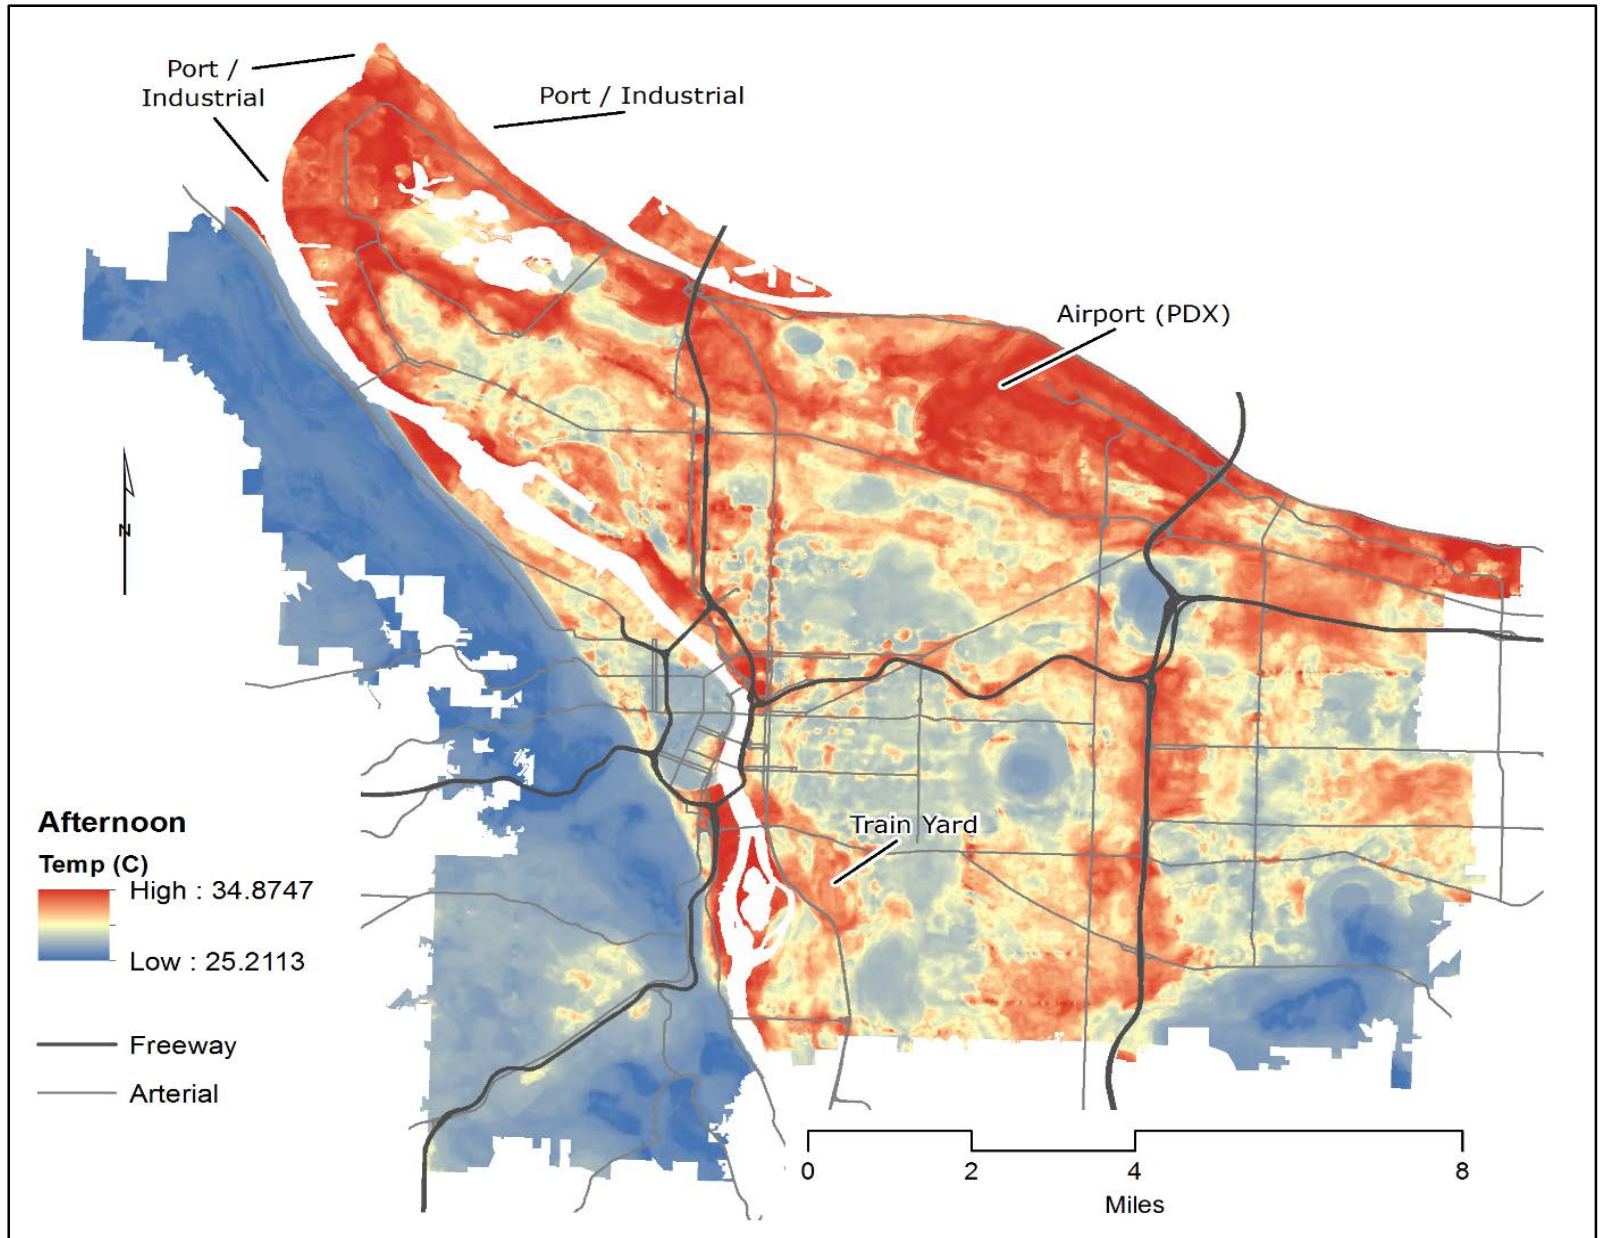 Port /
Industrial
Port / Industrial
Airport (PDX)
N
Train Yard
Afternoon
Temp (C)
High : 34.8747
Low : 25.2113
Freeway
Arterial
0 2 4 8
Miles